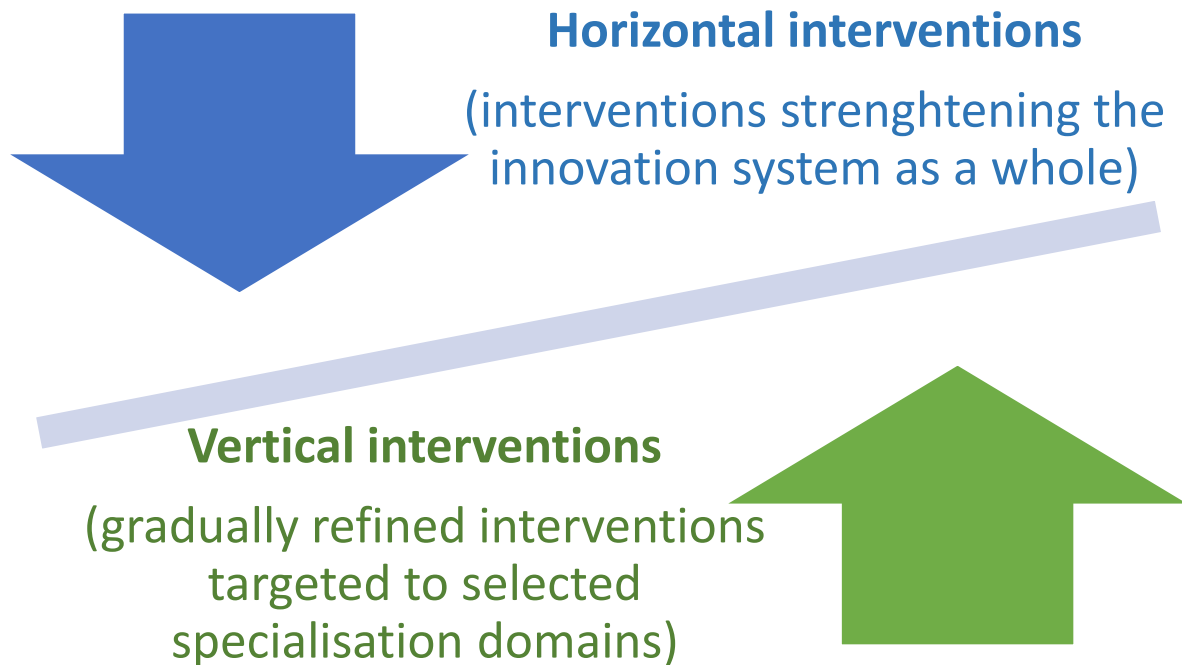 Horizontal interventions
(interventions strenghtening the
innovation system as a whole)
Vertical interventions
(gradually refined interventions
targeted to selected
specialisation domains)